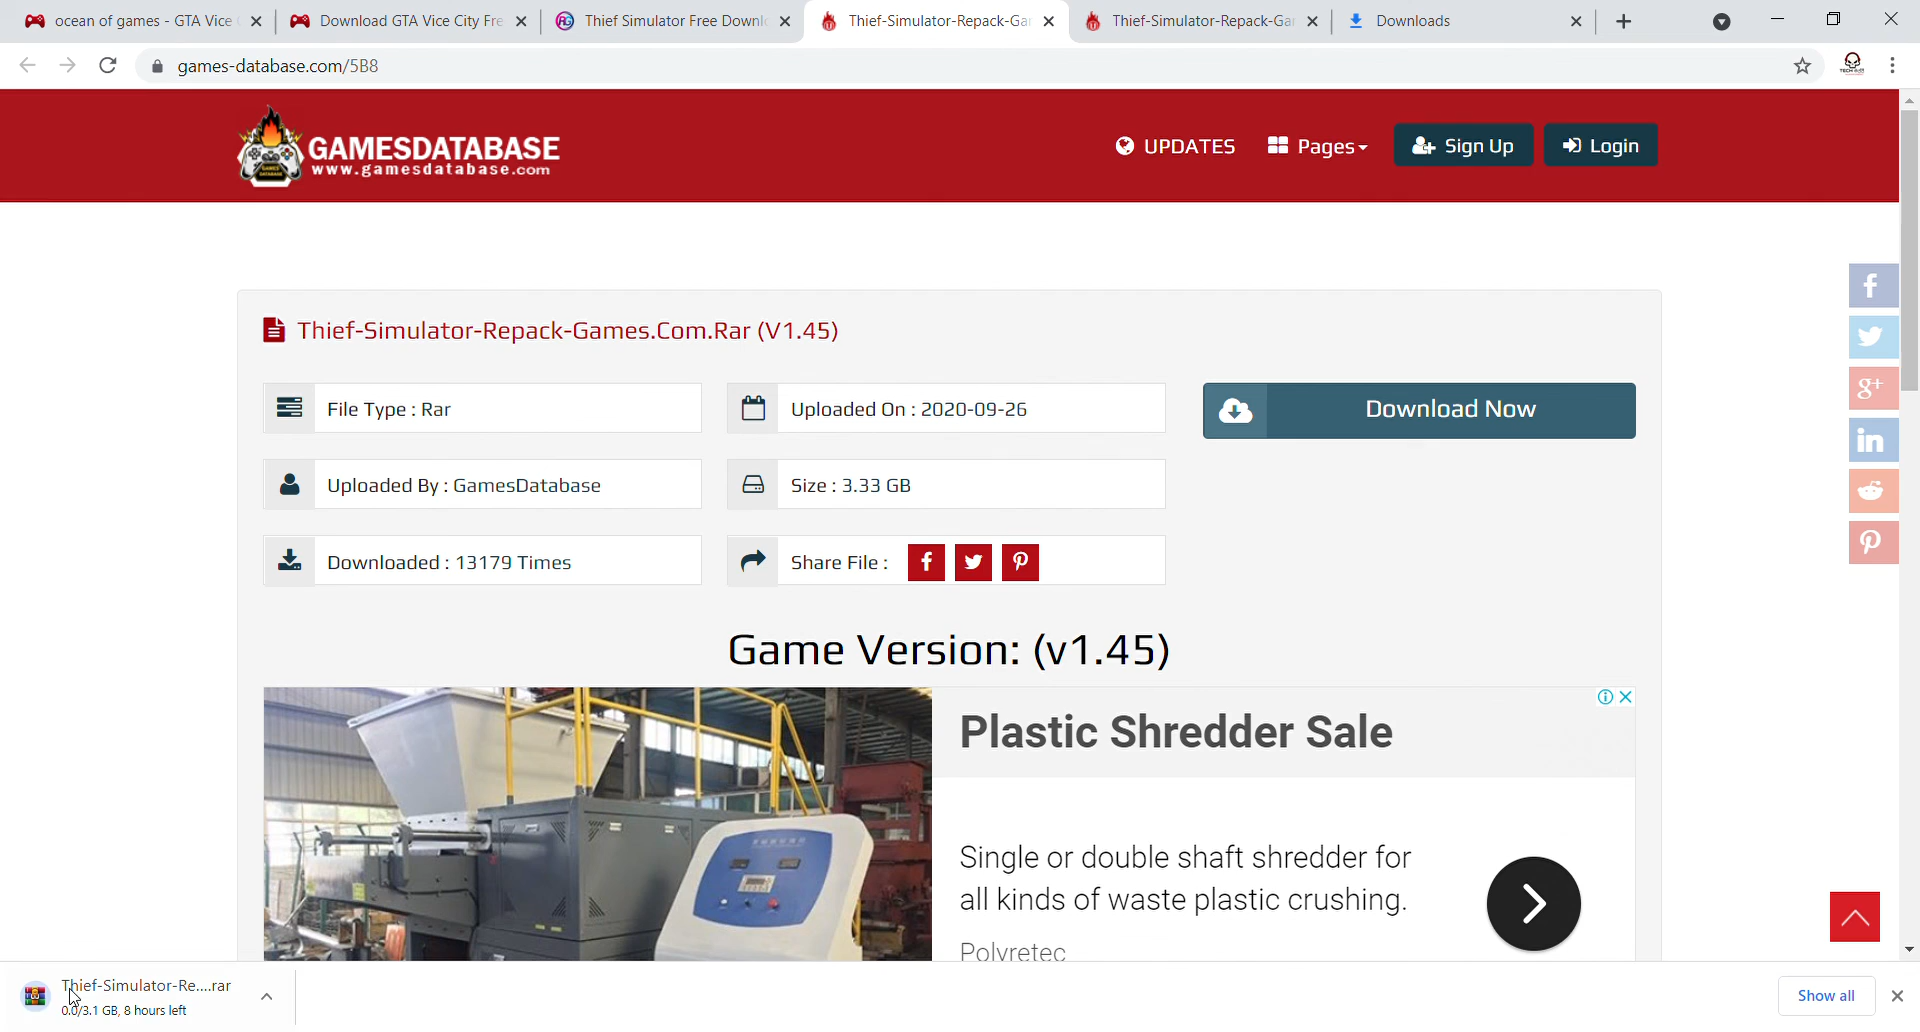 ocean of games - GTA Vice
Download GTA Vice City Fre
Thief Simulator Free Downl
Thief-Simulator-Repack-Ga
Thief-Simulator-Repack-Ga
Downloads
games-database.com/5B8
GAMESDATABASE
www.gamesdatabase.com
UPDATES
Pages
Sign Up
Login
Thief-Simulator-Repack-Games.Com.Rar (V1.45)
File Type : Rar
Uploaded On : 2020-09-26
Download Now
Uploaded By : GamesDatabase
Size : 3.33 GB
Downloaded : 13179 Times
Share File :
Game Version: (v1.45)
Plastic Shredder Sale
Single or double shaft shredder for
all kinds of waste plastic crushing.
Polyretec
Thief-Simulator-Re....rar
0.0/3.1 GB, 8 hours left
Show all